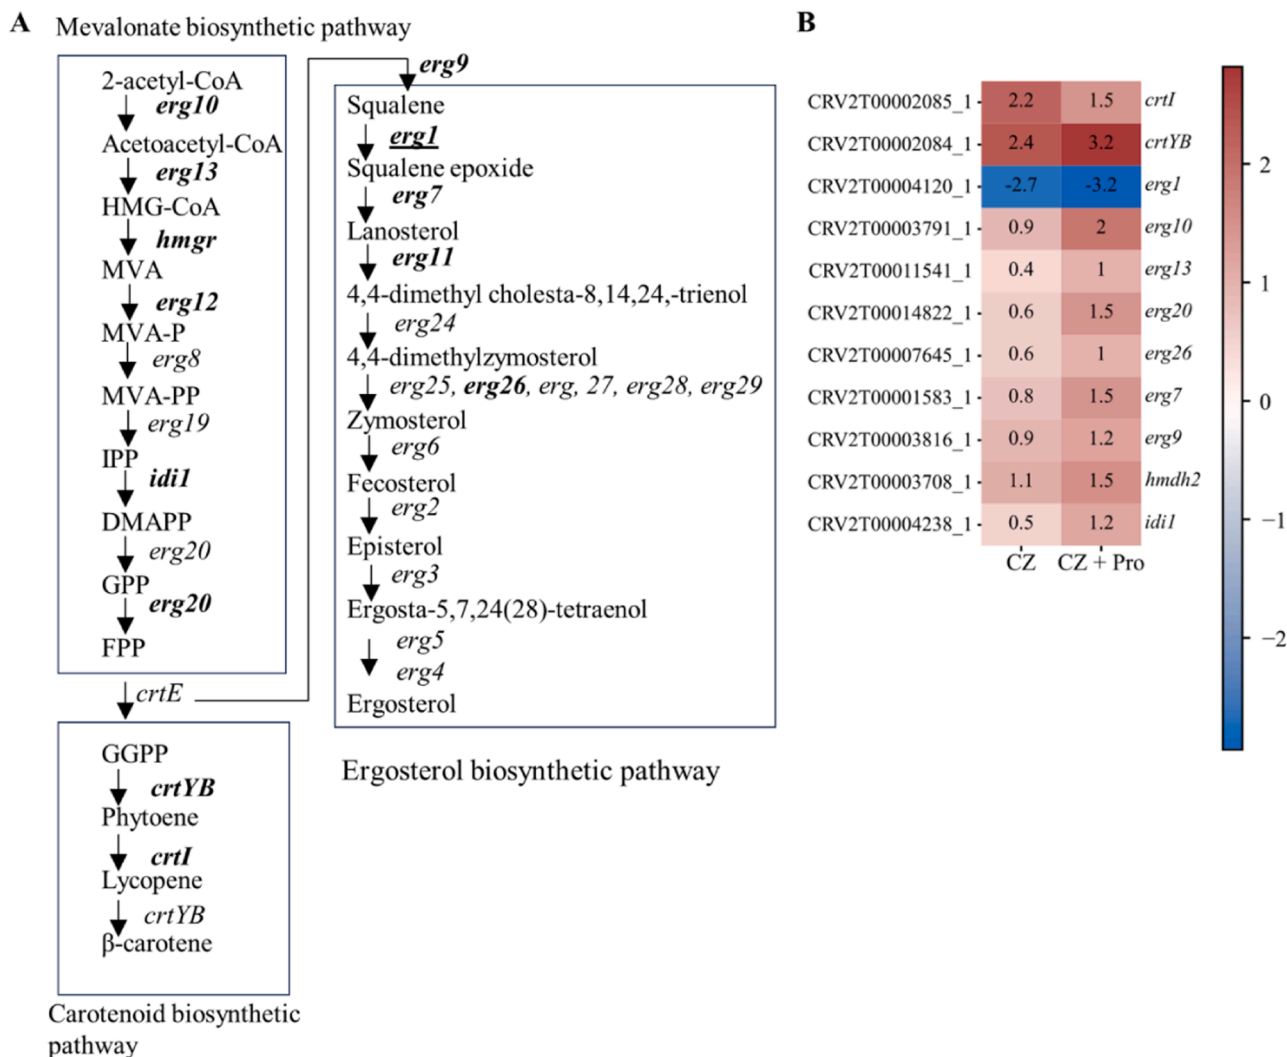 A
Mevalonate biosynthetic pathway
2-acetyl-CoA
erg10
Acetoacetyl-CoA
erg13
HMG-CoA
hmgr
MVA
erg12
MVA-P
erg8
MVA-PP
erg19
IPP
idi1
DMAPP
erg20
GPP
erg20
FPP
crtE
GGPP
crtYB
Phytoene
crtI
Lycopene
crtYB
β-carotene
Carotenoid biosynthetic
pathway
erg9
Squalene
erg1
Squalene epoxide
erg7
Lanosterol
erg11
4,4-dimethyl cholesta-8,14,24,-trienol
erg24
4,4-dimethylzymosterol
erg25, erg26, erg, 27, erg28, erg29
Zymosterol
erg6
Fecosterol
erg2
Episterol
erg3
Ergosta-5,7,24(28)-tetraenol
erg5
erg4
Ergosterol
Ergosterol biosynthetic pathway
B
CRV2T00002085_1 2.2 1.5 crtI
CRV2T00002084_1 2.4 3.2 crtYB
CRV2T00004120_1 -2.7 -3.2 erg1
CRV2T00003791_1 0.9 2 erg10
CRV2T00011541_1 0.4 1 erg13
CRV2T00014822_1 0.6 1.5 erg20
CRV2T00007645_1 0.6 1 erg26
CRV2T00001583_1 0.8 1.5 erg7
CRV2T00003816_1 0.9 1.2 erg9
CRV2T00003708_1 1.1 1.5 hmdh2
CRV2T00004238_1 0.5 1.2 idi1
CZ CZ + Pro
2
1
0
−1
−2